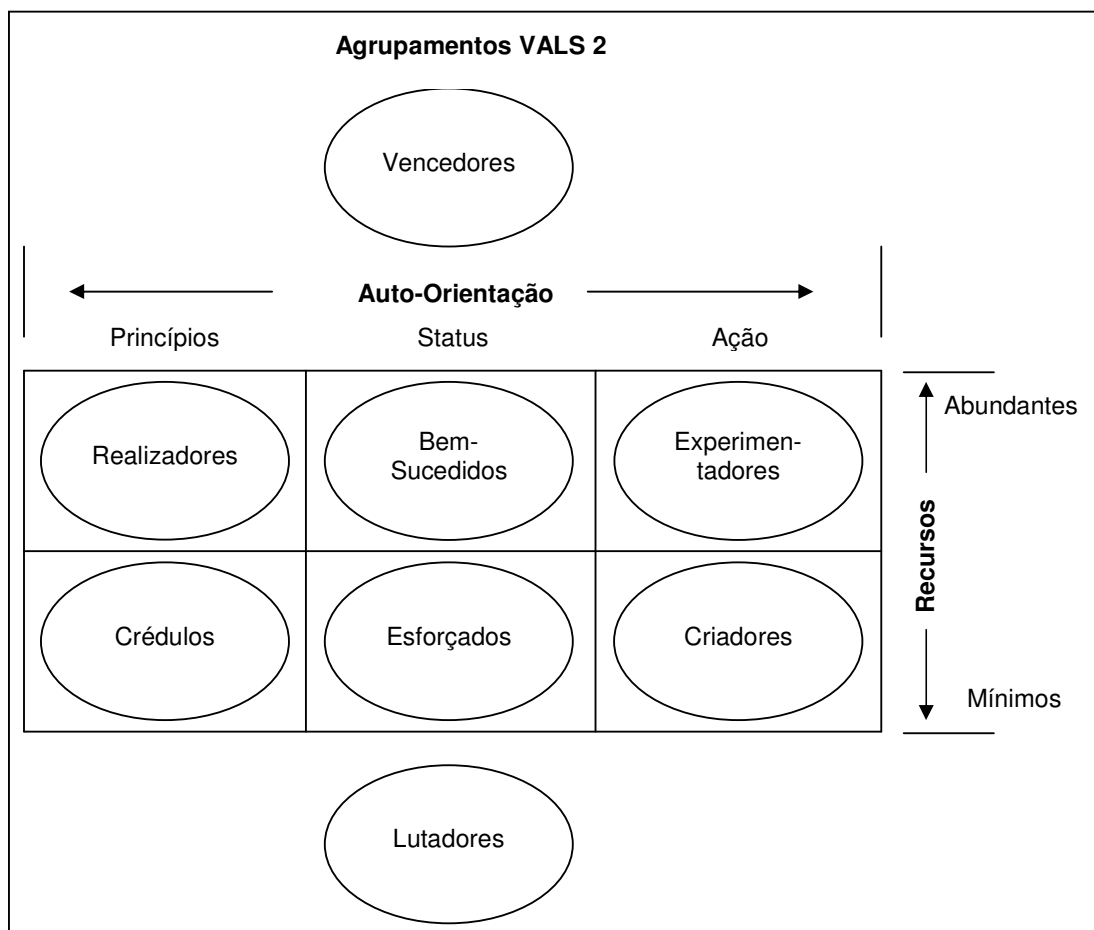 Agrupamentos VALS 2
Vencedores
Auto-Orientação
Princípios
Status
Ação
Abundantes
Realizadores
Bem-
Sucedidos
Experimen-
tadores
Recursos
Crédulos
Esforçados
Criadores
Mínimos
Lutadores